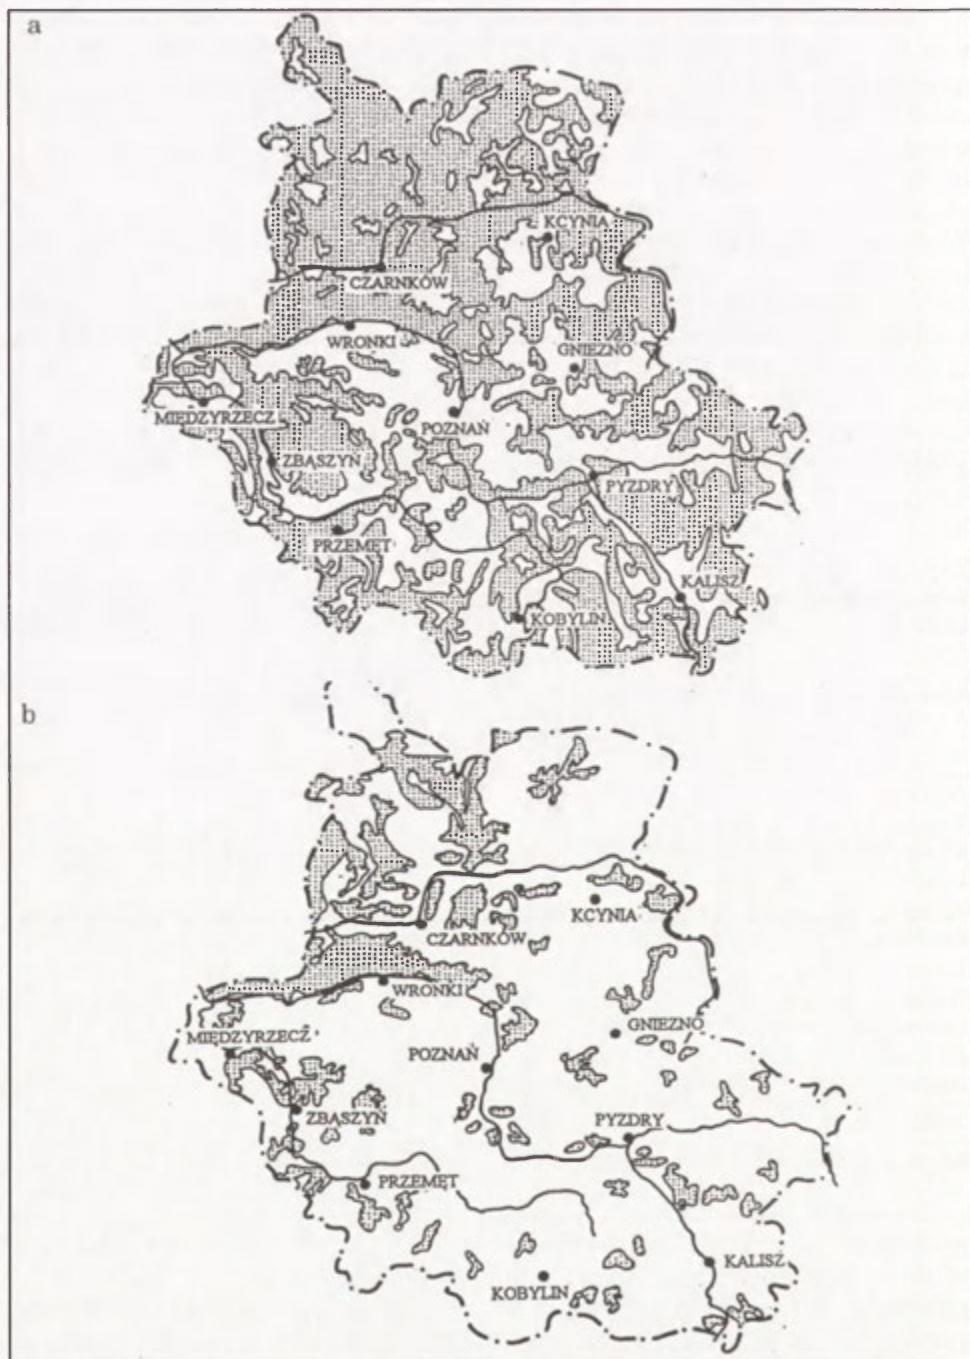 a
KCYNIA
CZARNKÓW
WRONKI
GNIEZNO
MIĘDZYRZECZ
POZNAŃ
ZBĄSZYŃ
PYZDRY
PRZEMĘT
KALISZ
KOBYLIN
b
KCYNIA
CZARNKÓW
WRONKI
GNIEZNO
MIĘDZYRZECZ
POZNAŃ
ZBĄSZYŃ
PYZDRY
PRZEMĘT
KALISZ
KOBYLIN